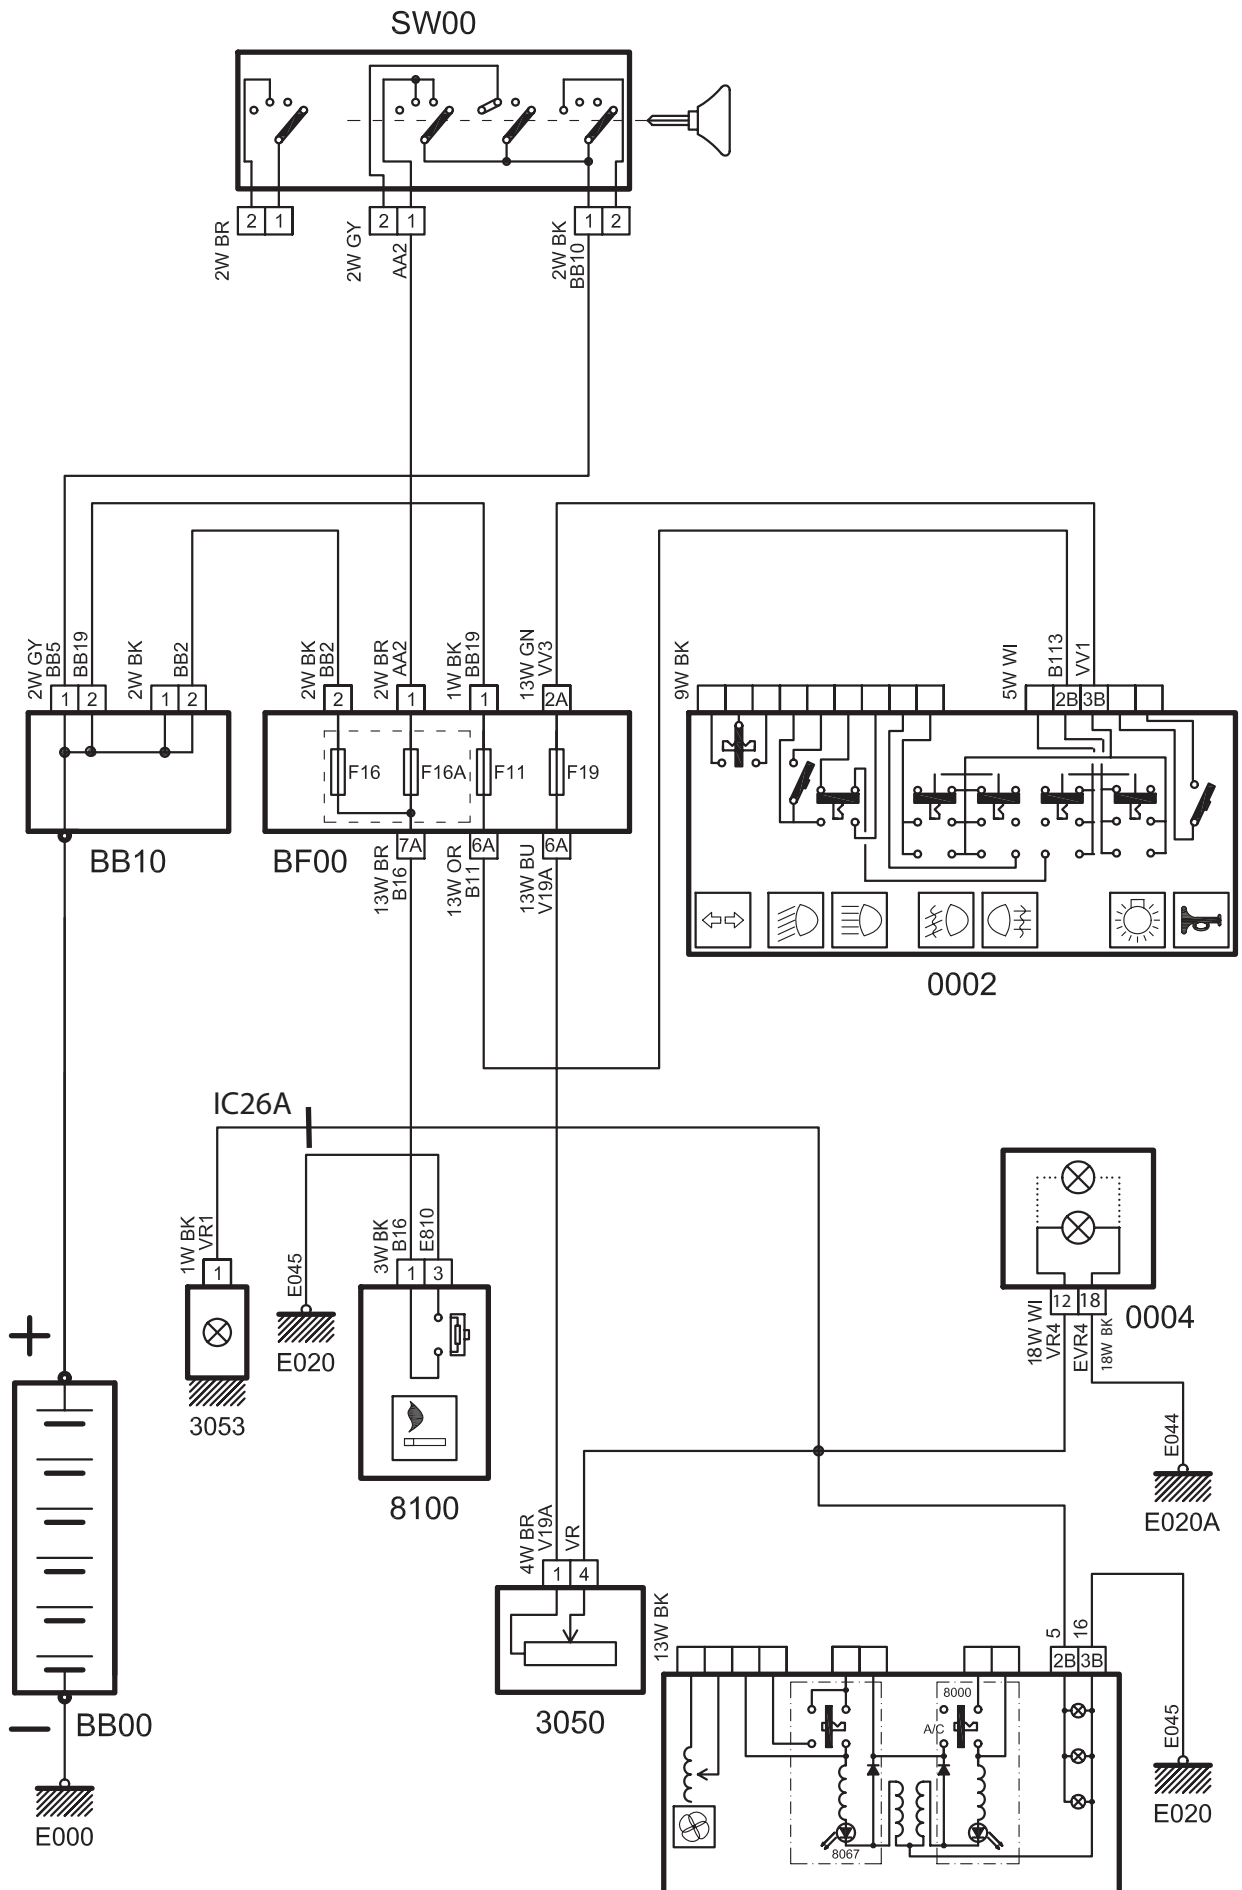 SW00
2 1
2 1
1 2
2W BR
2W GY
AA2
2W BK
BB10
2W GY
BB5
BB19
2W BK
BB2
2W BK
BB2
2W BR
AA2
1W BK
BB19
13W GN
VV3
9W BK
5W WI
B113
VV1
1 2
1 2
2
1
1
2A
2B 3B
F16
F16A
F11
F19
BB10
BF00
7A
6A
6A
13W BR
B16
13W OR
B11
13W BU
V19A
0002
IC26A
1W BK
VR1
1
E045
3W BK
B16
E810
1 3
12 18
0004
18W WI
VR4
EVR4
18W BK
+
E020
3053
E044
E020A
8100
4W BR
V19A
VR
1 4
13W BK
5
16
2B 3B
3050
8000
A/C
E045
−
BB00
E020
E000
8067